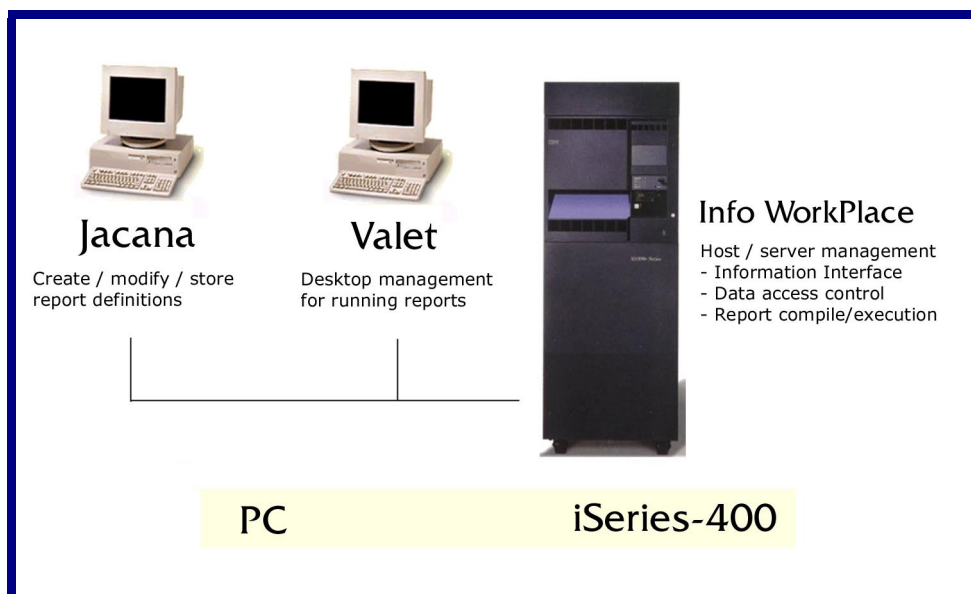 Jacana
Create / modify / store
report definitions
Valet
Desktop management
for running reports
IBM
Info WorkPlace
Host / server management
- Information Interface
- Data access control
- Report compile/execution
PC
iSeries-400